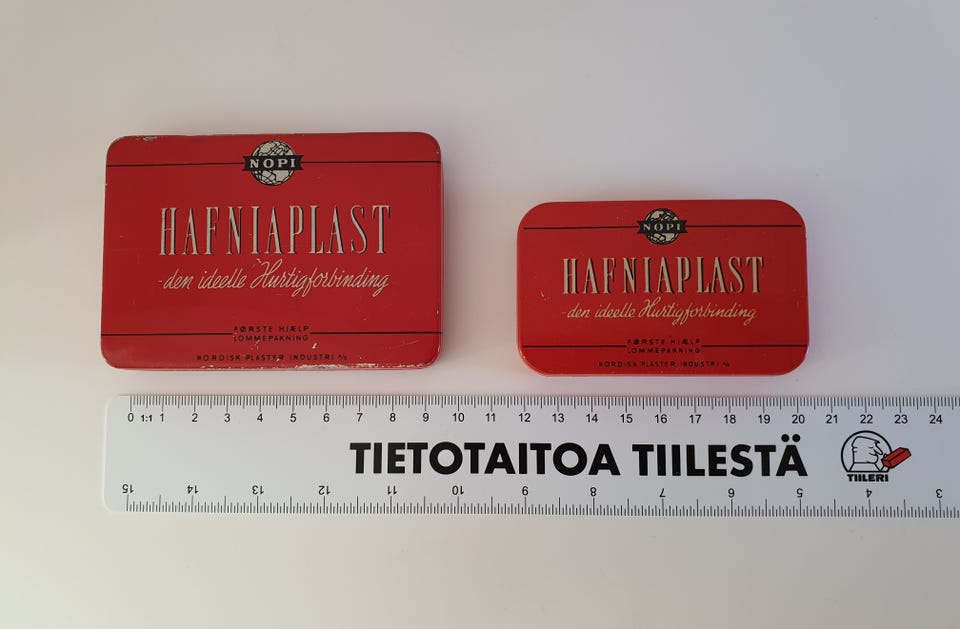 NOPI
HAFNIAPLAST
-den ideelle Hurtigforbinding
FØRSTE HJÆLP
LOMMEPAKNING
NORDISK PLASTER INDUSTRI A/S
NOPI
HAFNIAPLAST
-den ideelle Hurtigforbinding
FØRSTE HJÆLP
LOMMEPAKNING
NORDISK PLASTER INDUSTRI A/S
0 1:1 1 2 3 4 5 6 7 8 9 10 11 12 13 14 15 16 17 18 19 20 21 22 23 24
TIETOTAITOA TIILESTÄ
TIILERI
15 14 13 12 11 10 9 8 7 6 5 4 3